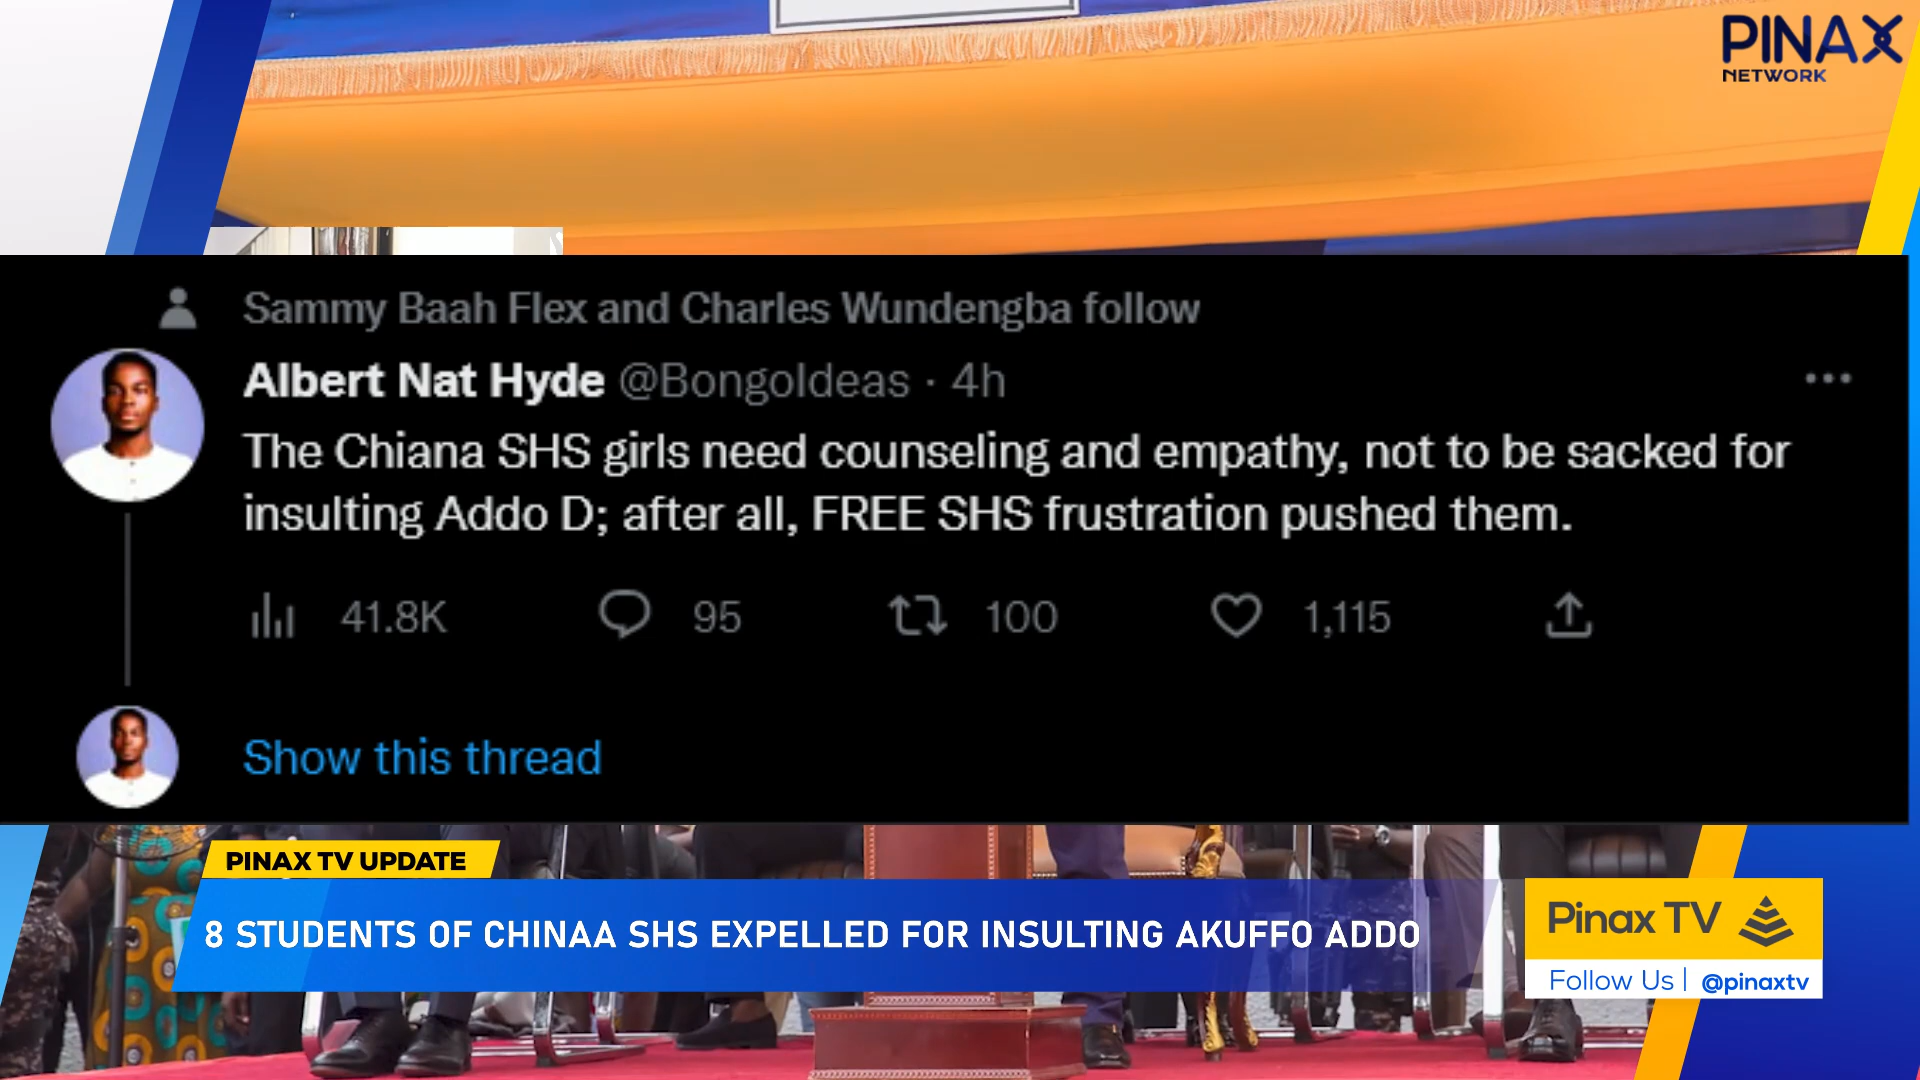 PINAX
NETWORK
Sammy Baah Flex and Charles Wundengba follow
Albert Nat Hyde @BongoIdeas · 4h
The Chiana SHS girls need counseling and empathy, not to be sacked for
insulting Addo D; after all, FREE SHS frustration pushed them.
41.8K 95 100 1,115
Show this thread
PINAX TV UPDATE
8 STUDENTS OF CHINAA SHS EXPELLED FOR INSULTING AKUFFO ADDO
Pinax TV
Follow Us | @pinaxtv